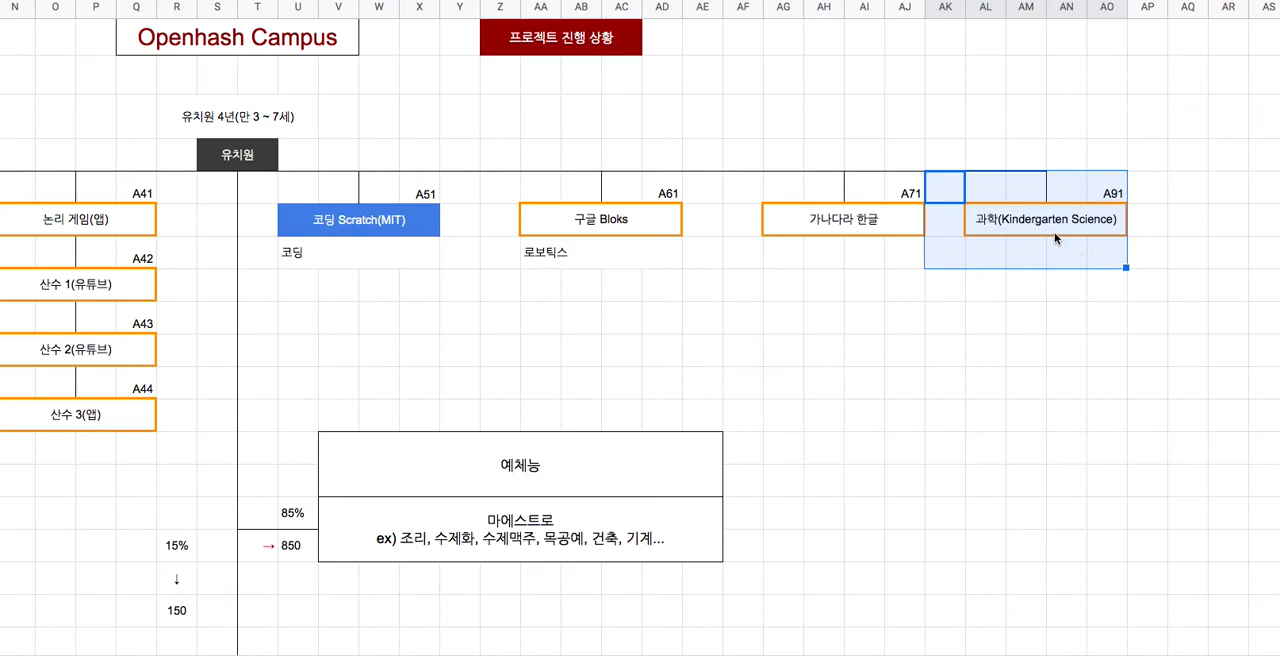 N O P Q R S T U V W X Y Z AA AB AC AD AE AF AG AH AI AJ AK AL AM AN AO AP AQ AR AS
Openhash Campus
프로젝트 진행 상황
유치원 4년(만 3 ~ 7세)
유치원
A41 A51 A61 A71 A91
논리 게임(앱) 코딩 Scratch(MIT) 구글 Bloks 가나다라 한글 과학(Kindergarten Science)
A42 코딩 로보틱스
산수 1(유튜브)
A43
산수 2(유튜브)
A44
산수 3(앱)
예체능
85%
마에스트로
ex) 조리, 수제화, 수제맥주, 목공예, 건축, 기계...
15% → 850
↓
150